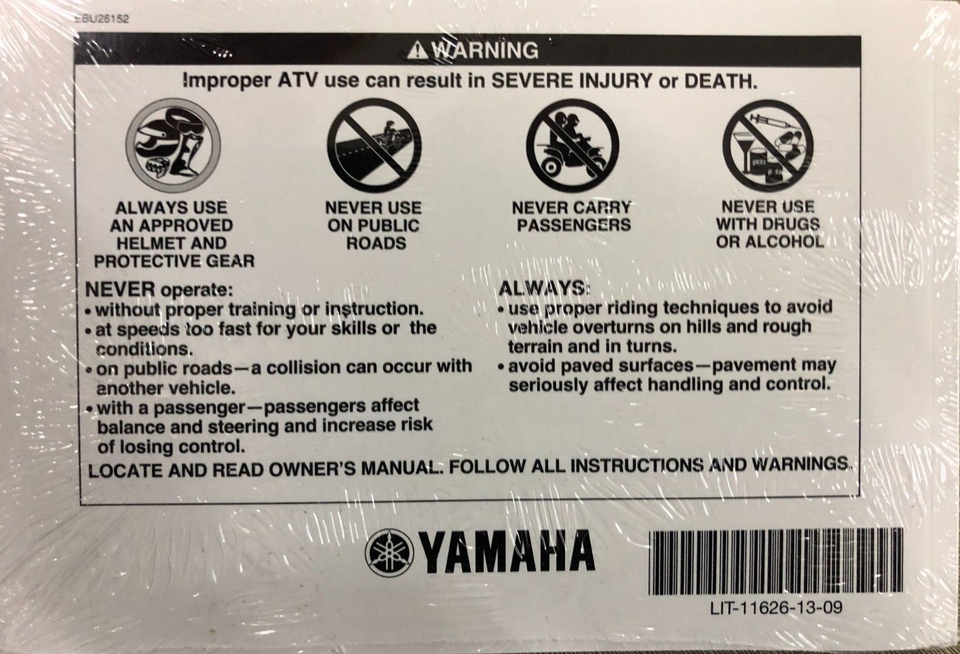 EBU26152
WARNING
Improper ATV use can result in SEVERE INJURY or DEATH.
ALWAYS USE
AN APPROVED
HELMET AND
PROTECTIVE GEAR
NEVER USE
ON PUBLIC
ROADS
NEVER CARRY
PASSENGERS
NEVER USE
WITH DRUGS
OR ALCOHOL
NEVER operate:
• without proper training or instruction.
• at speeds too fast for your skills or the
conditions.
• on public roads—a collision can occur with
another vehicle.
• with a passenger—passengers affect
balance and steering and increase risk
of losing control.
ALWAYS:
• use proper riding techniques to avoid
vehicle overturns on hills and rough
terrain and in turns.
• avoid paved surfaces—pavement may
seriously affect handling and control.
LOCATE AND READ OWNER'S MANUAL. FOLLOW ALL INSTRUCTIONS AND WARNINGS.
YAMAHA
LIT-11626-13-09